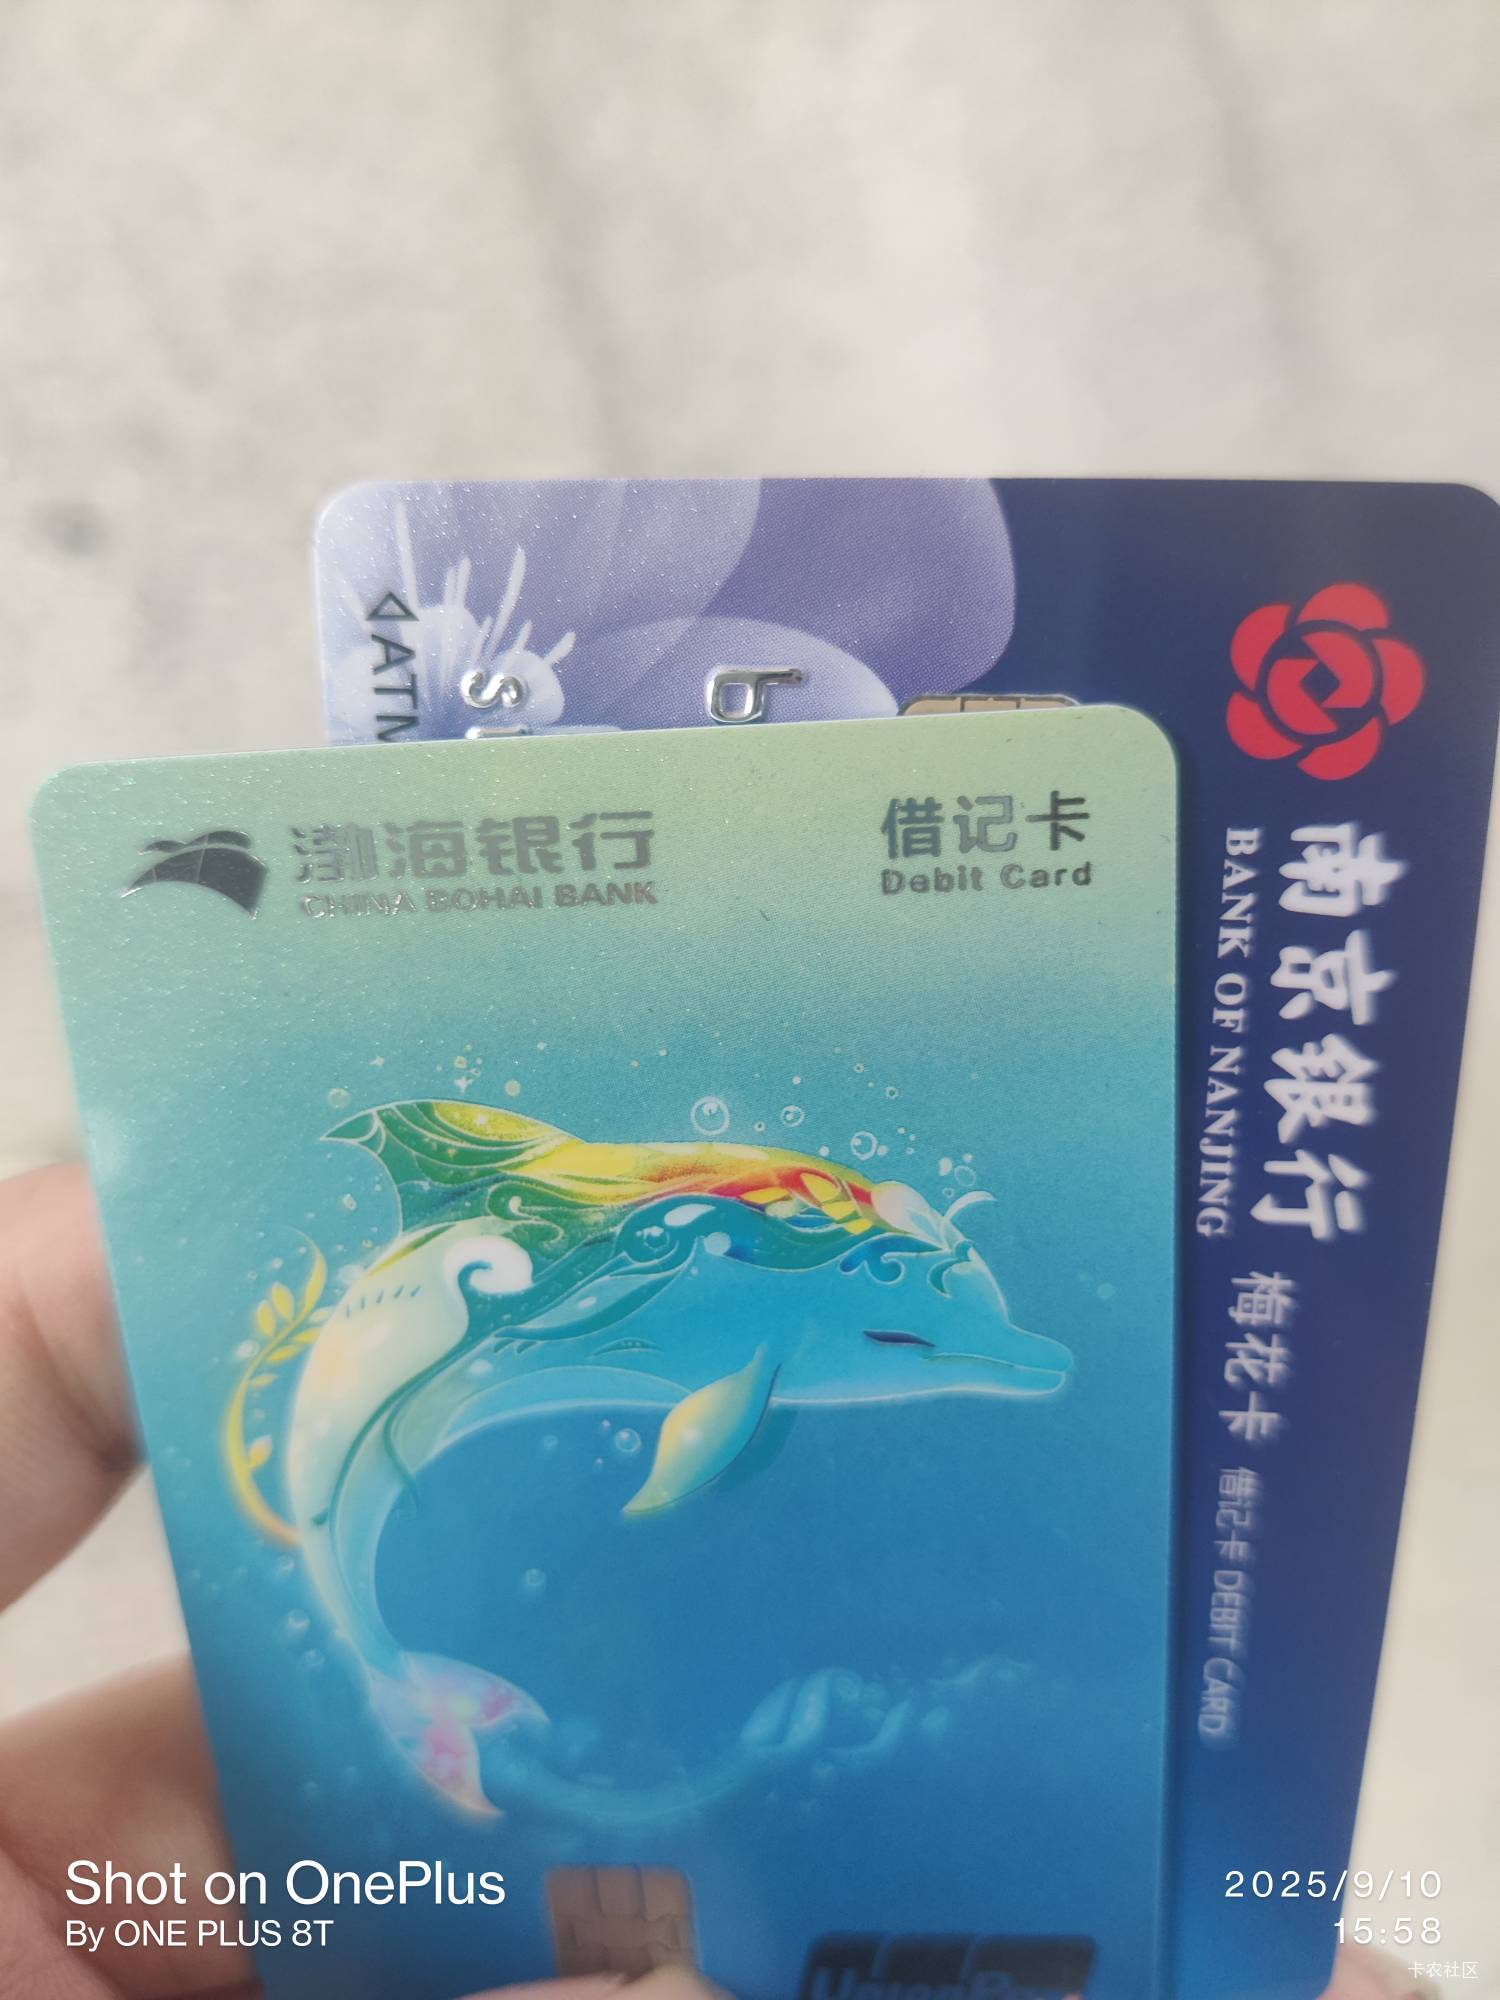 ATM
渤海银行
CHINA BOHAI BANK
借记卡
Debit Card
南京银行
BANK OF NANJING
梅花卡
借记卡 DEBIT CARD
Shot on OnePlus
By ONE PLUS 8T
2025/9/10
15:58
卡农社区